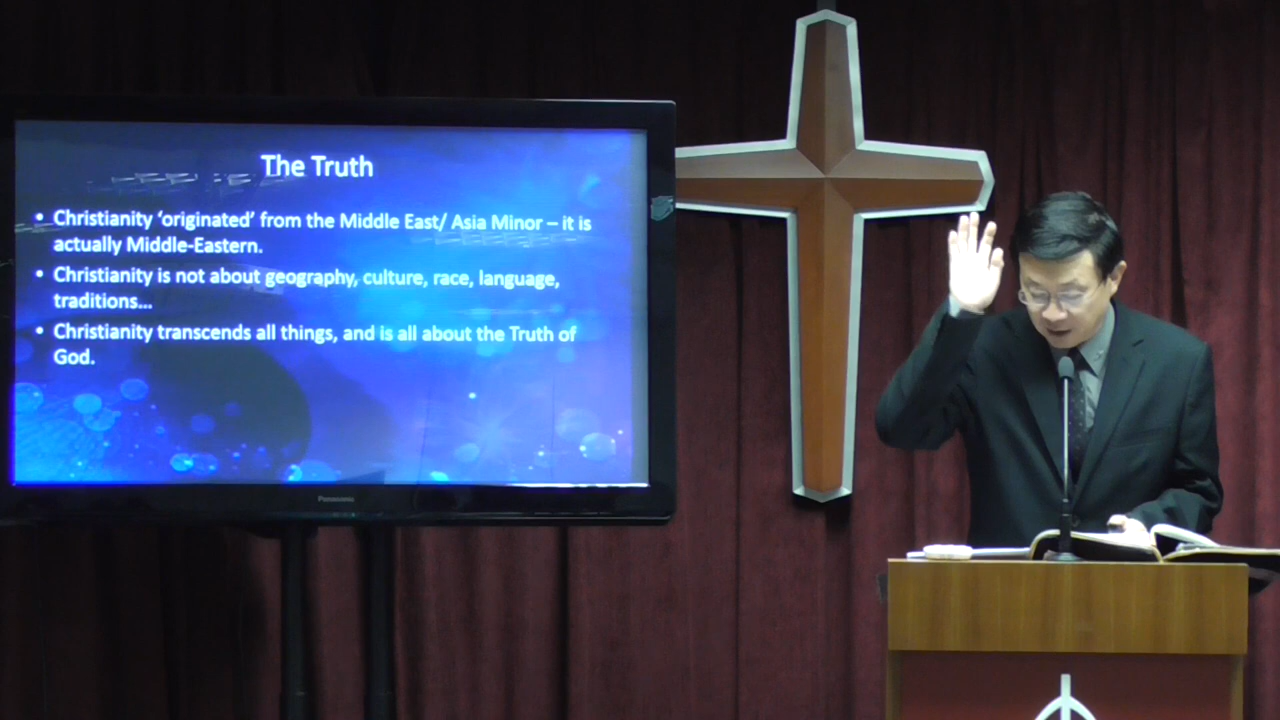 The Truth
• Christianity ‘originated’ from the Middle East/ Asia Minor – it is
actually Middle-Eastern.
• Christianity is not about geography, culture, race, language,
traditions...
• Christianity transcends all things, and is all about the Truth of
God.
Panasonic